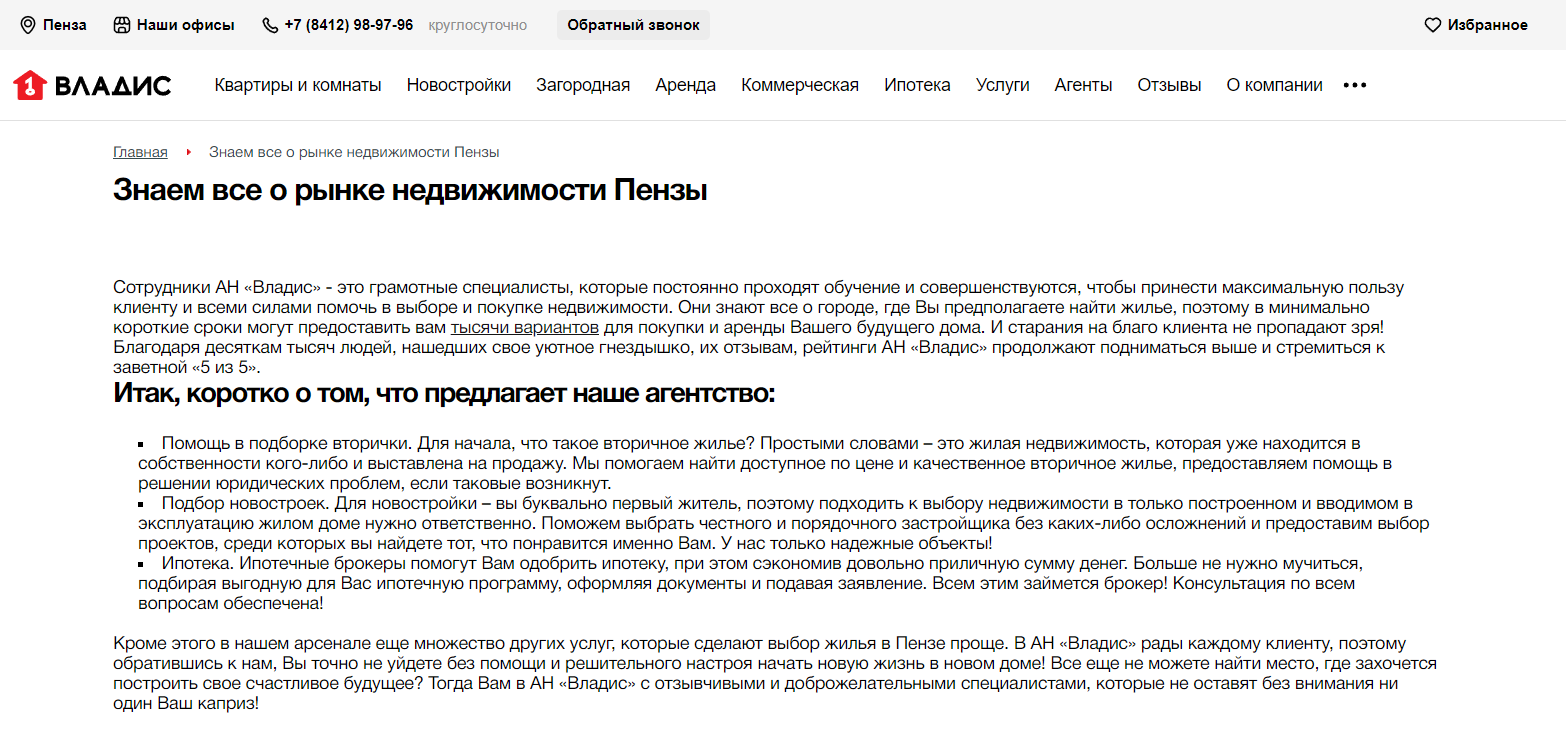 Пенза Наши офисы +7 (8412) 98-97-96 круглосуточно Обратный звонок Избранное
ВЛАДИС Квартиры и комнаты Новостройки Загородная Аренда Коммерческая Ипотека Услуги Агенты Отзывы О компании •••
Главная Знаем все о рынке недвижимости Пензы
Знаем все о рынке недвижимости Пензы
Сотрудники АН «Владис» - это грамотные специалисты, которые постоянно проходят обучение и совершенствуются, чтобы принести максимальную пользу
клиенту и всеми силами помочь в выборе и покупке недвижимости. Они знают все о городе, где Вы предполагаете найти жилье, поэтому в минимально
короткие сроки могут предоставить вам тысячи вариантов для покупки и аренды Вашего будущего дома. И старания на благо клиента не пропадают зря!
Благодаря десяткам тысяч людей, нашедших свое уютное гнездышко, их отзывам, рейтинги АН «Владис» продолжают подниматься выше и стремиться к
заветной «5 из 5».
Итак, коротко о том, что предлагает наше агентство:
▪ Помощь в подборке вторички. Для начала, что такое вторичное жилье? Простыми словами – это жилая недвижимость, которая уже находится в
собственности кого-либо и выставлена на продажу. Мы помогаем найти доступное по цене и качественное вторичное жилье, предоставляем помощь в
решении юридических проблем, если таковые возникнут.
▪ Подбор новостроек. Для новостройки – вы буквально первый житель, поэтому подходить к выбору недвижимости в только построенном и вводимом в
эксплуатацию жилом доме нужно ответственно. Поможем выбрать честного и порядочного застройщика без каких-либо осложнений и предоставим выбор
проектов, среди которых вы найдете тот, что понравится именно Вам. У нас только надежные объекты!
▪ Ипотека. Ипотечные брокеры помогут Вам одобрить ипотеку, при этом сэкономив довольно приличную сумму денег. Больше не нужно мучиться,
подбирая выгодную для Вас ипотечную программу, оформляя документы и подавая заявление. Всем этим займется брокер! Консультация по всем
вопросам обеспечена!
Кроме этого в нашем арсенале еще множество других услуг, которые сделают выбор жилья в Пензе проще. В АН «Владис» рады каждому клиенту, поэтому
обратившись к нам, Вы точно не уйдете без помощи и решительного настроя начать новую жизнь в новом доме! Все еще не можете найти место, где захочется
построить свое счастливое будущее? Тогда Вам в АН «Владис» с отзывчивыми и доброжелательными специалистами, которые не оставят без внимания ни
один Ваш каприз!